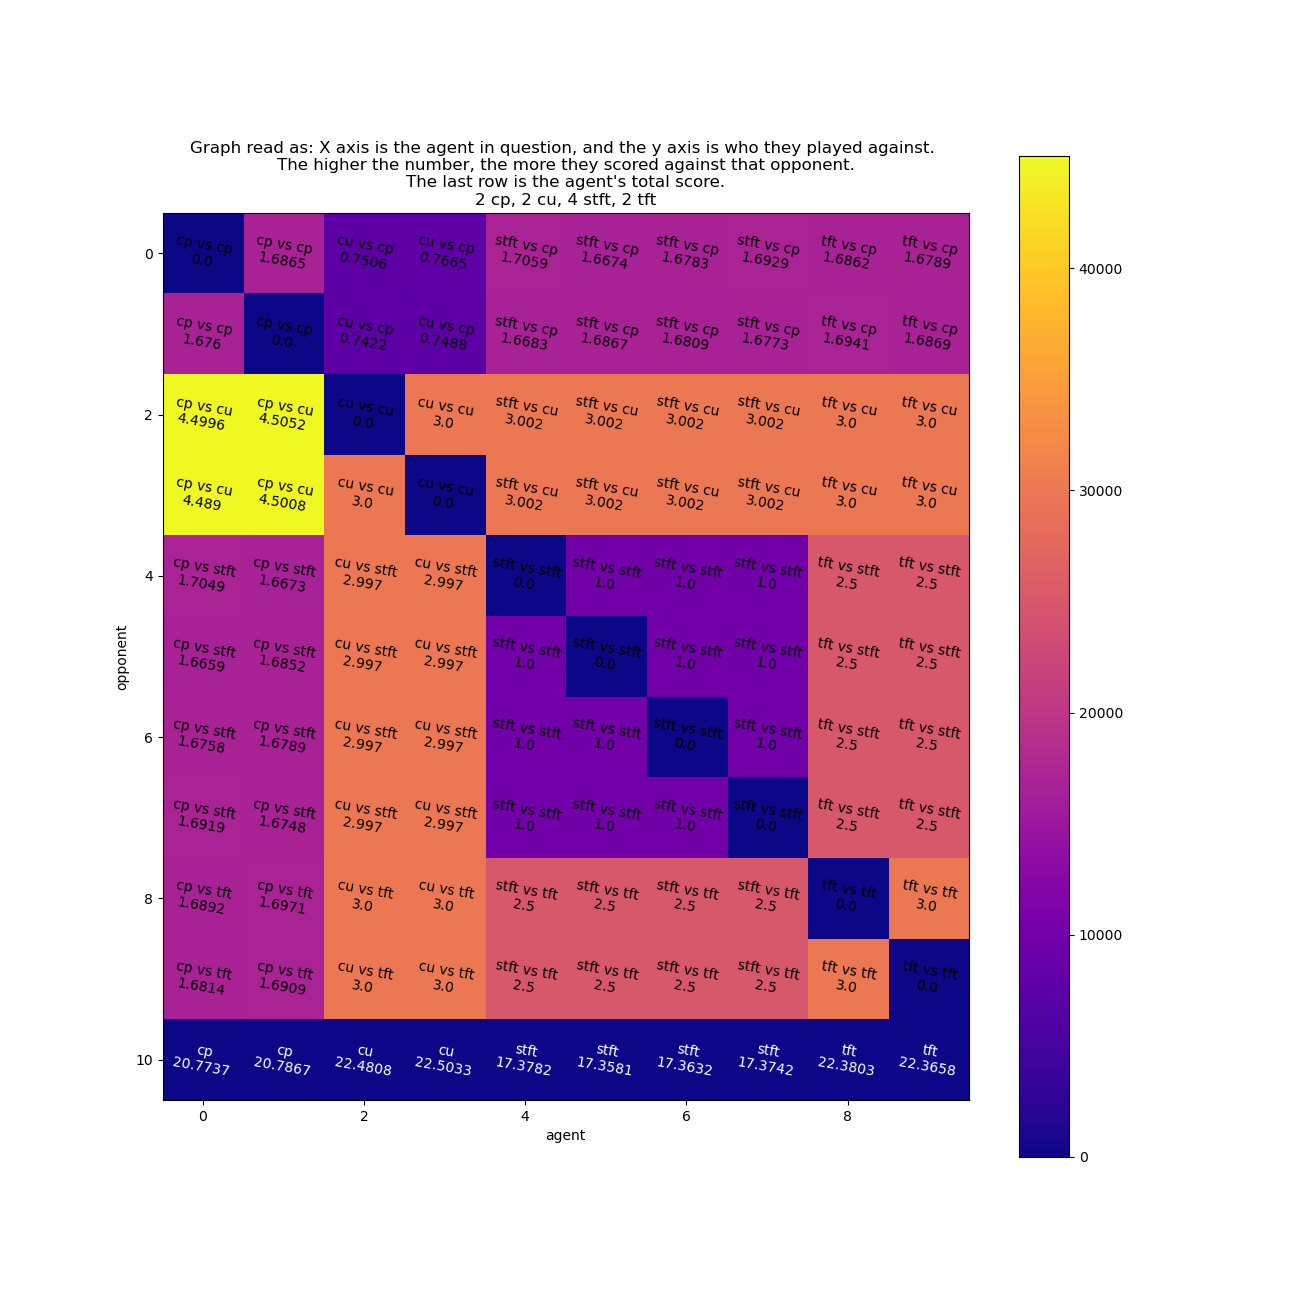 Graph read as: X axis is the agent in question, and the y axis is who they played against.
The higher the number, the more they scored against that opponent.
The last row is the agent's total score.
2 cp, 2 cu, 4 stft, 2 tft
cp vs cp cp vs cp cu vs cp cu vs cp stft vs cp stft vs cp stft vs cp stft vs cp tft vs cp tft vs cp
0 0.0 1.6865 0.7506 0.7665 1.7059 1.6674 1.6783 1.6929 1.6862 1.6789
cp vs cp cp vs cp cu vs cp cu vs cp stft vs cp stft vs cp stft vs cp stft vs cp tft vs cp tft vs cp
1.676 0.0 0.7422 0.7488 1.6683 1.6867 1.6809 1.6773 1.6941 1.6869
cp vs cu cp vs cu cu vs cu cu vs cu stft vs cu stft vs cu stft vs cu stft vs cu tft vs cu tft vs cu
2 4.4996 4.5052 0.0 3.0 3.002 3.002 3.002 3.002 3.0 3.0
cp vs cu cp vs cu cu vs cu cu vs cu stft vs cu stft vs cu stft vs cu stft vs cu tft vs cu tft vs cu
4.489 4.5008 3.0 0.0 3.002 3.002 3.002 3.002 3.0 3.0
cp vs stft cp vs stft cu vs stft cu vs stft stft vs stft stft vs stft stft vs stft stft vs stft tft vs stft tft vs stft
4 1.7049 1.6673 2.997 2.997 0.0 1.0 1.0 1.0 2.5 2.5
cp vs stft cp vs stft cu vs stft cu vs stft stft vs stft stft vs stft stft vs stft stft vs stft tft vs stft tft vs stft
1.6659 1.6852 2.997 2.997 1.0 0.0 1.0 1.0 2.5 2.5
cp vs stft cp vs stft cu vs stft cu vs stft stft vs stft stft vs stft stft vs stft stft vs stft tft vs stft tft vs stft
6 1.6758 1.6789 2.997 2.997 1.0 1.0 0.0 1.0 2.5 2.5
cp vs stft cp vs stft cu vs stft cu vs stft stft vs stft stft vs stft stft vs stft stft vs stft tft vs stft tft vs stft
1.6919 1.6748 2.997 2.997 1.0 1.0 1.0 0.0 2.5 2.5
cp vs tft cp vs tft cu vs tft cu vs tft stft vs tft stft vs tft stft vs tft stft vs tft tft vs tft tft vs tft
8 1.6892 1.6971 3.0 3.0 2.5 2.5 2.5 2.5 0.0 3.0
cp vs tft cp vs tft cu vs tft cu vs tft stft vs tft stft vs tft stft vs tft stft vs tft tft vs tft tft vs tft
1.6814 1.6909 3.0 3.0 2.5 2.5 2.5 2.5 3.0 0.0
cp cp cu cu stft stft stft stft tft tft
10 20.7737 20.7867 22.4808 22.5033 17.3782 17.3581 17.3632 17.3742 22.3803 22.3658
0 2 4 6 8
agent
opponent
40000
30000
20000
10000
0